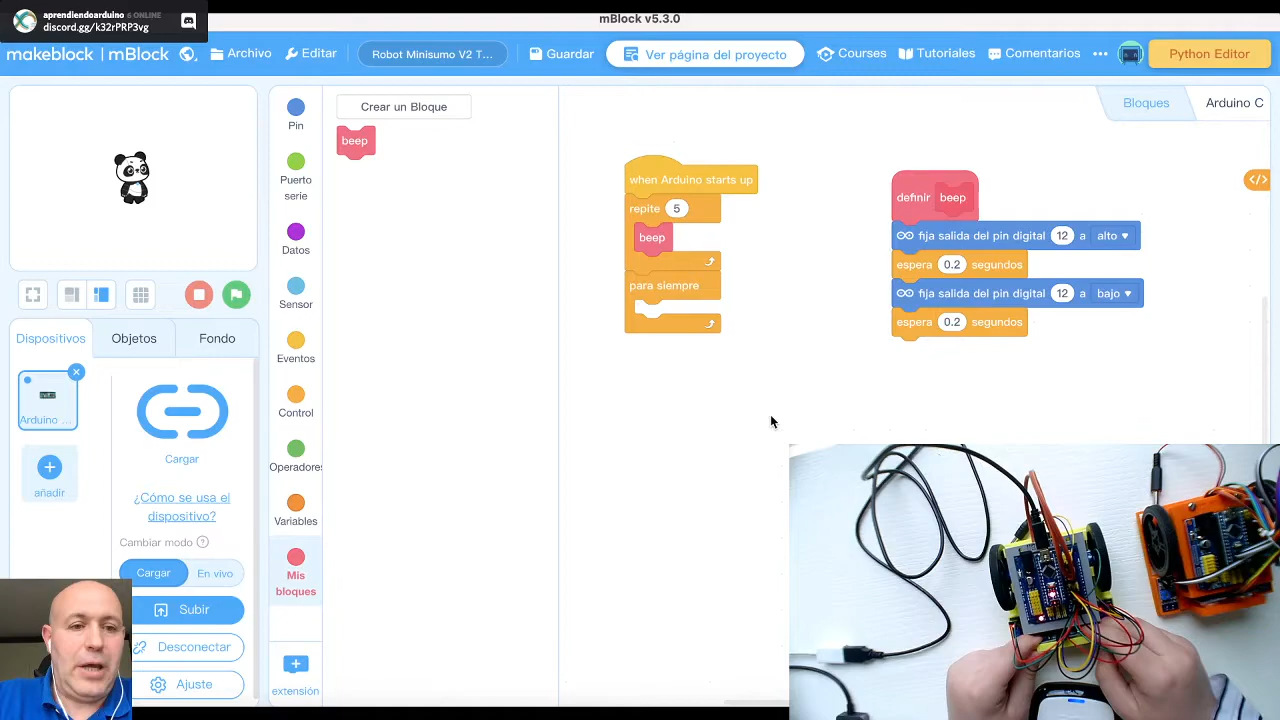 aprendiendoarduino 6 ONLINE
discord.gg/k32rPRP3vg
mBlock v5.3.0
makeblock | mBlock
Archivo
Editar
Robot Minisumo V2 T...
Guardar
Ver página del proyecto
Courses
Tutoriales
Comentarios
Python Editor
Bloques
Arduino C
Crear un Bloque
beep
Pin
Puerto
serie
Datos
Sensor
Eventos
Control
Operadores
Variables
Mis
bloques
extensión
when Arduino starts up
repite 5
beep
para siempre
definir beep
fija salida del pin digital 12 a alto
espera 0.2 segundos
fija salida del pin digital 12 a bajo
espera 0.2 segundos
Dispositivos
Objetos
Fondo
Arduino ...
añadir
Cargar
¿Cómo se usa el
dispositivo?
Cambiar modo ?
Cargar
En vivo
Subir
Desconectar
Ajuste